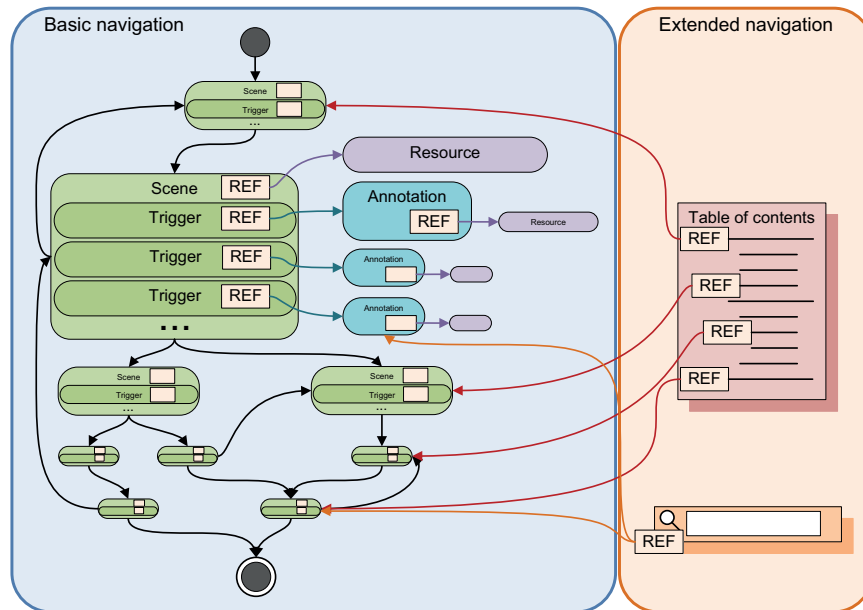 Basic navigation
Extended navigation
Scene
Trigger
...
Resource
Scene REF
Trigger REF
Annotation
REF
Resource
Trigger REF
Annotation
Trigger REF
Annotation
...
Table of contents
REF
REF
REF
REF
Scene
Trigger
...
Scene
Trigger
...
REF